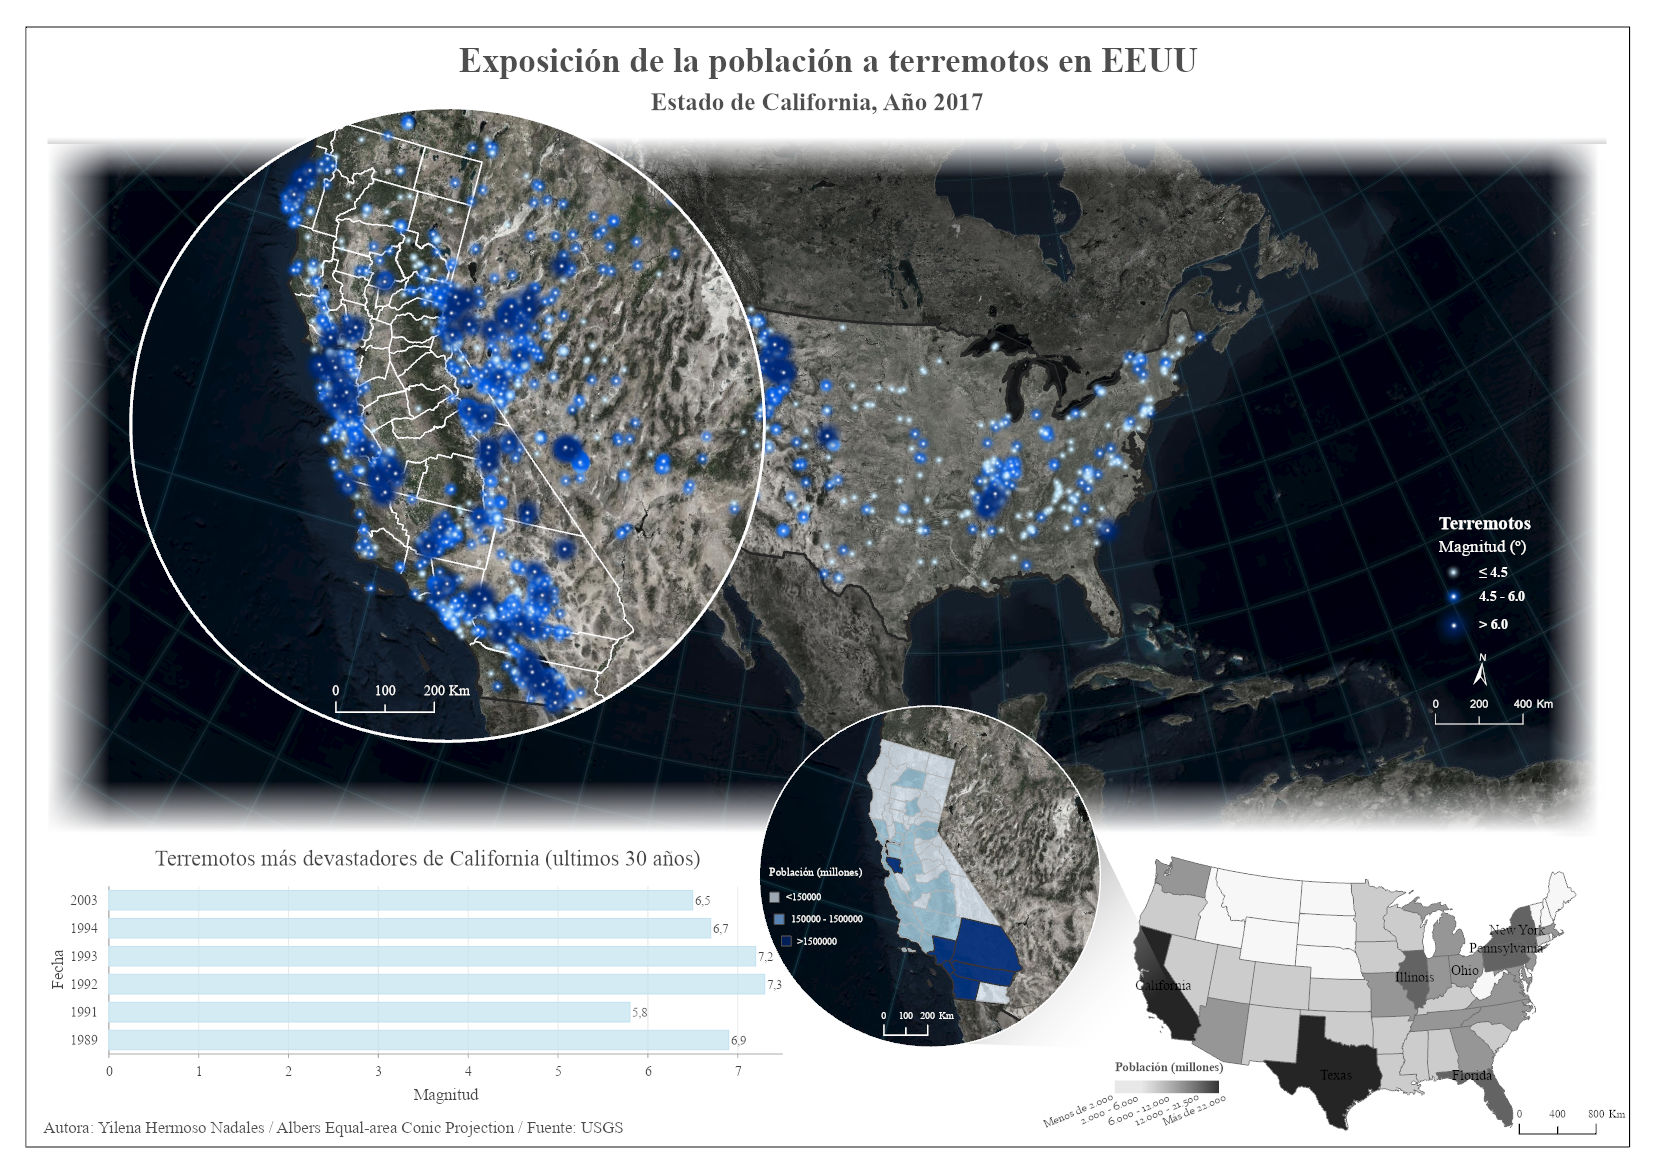 Exposición de la población a terremotos en EEUU
Estado de California, Año 2017
Terremotos
Magnitud (º)
≤ 4.5
4.5 - 6.0
> 6.0
N
0 200 400 Km
0 100 200 Km
Terremotos más devastadores de California (ultimos 30 años)
Fecha
2003 6,5
1994 6,7
1993 7,2
1992 7,3
1991 5,8
1989 6,9
0 1 2 3 4 5 6 7
Magnitud
Población (millones)
<150000
150000 - 1500000
>1500000
0 100 200 Km
New York
Pennsylvania
Ohio
Illinois
California
Texas
Florida
Población (millones)
Menos de 2.000
2.000 - 6.000
6.000 - 12.000
12.000 - 21.500
Más de 22.000
0 400 800 Km
Autora: Yilena Hermoso Nadales / Albers Equal-area Conic Projection / Fuente: USGS